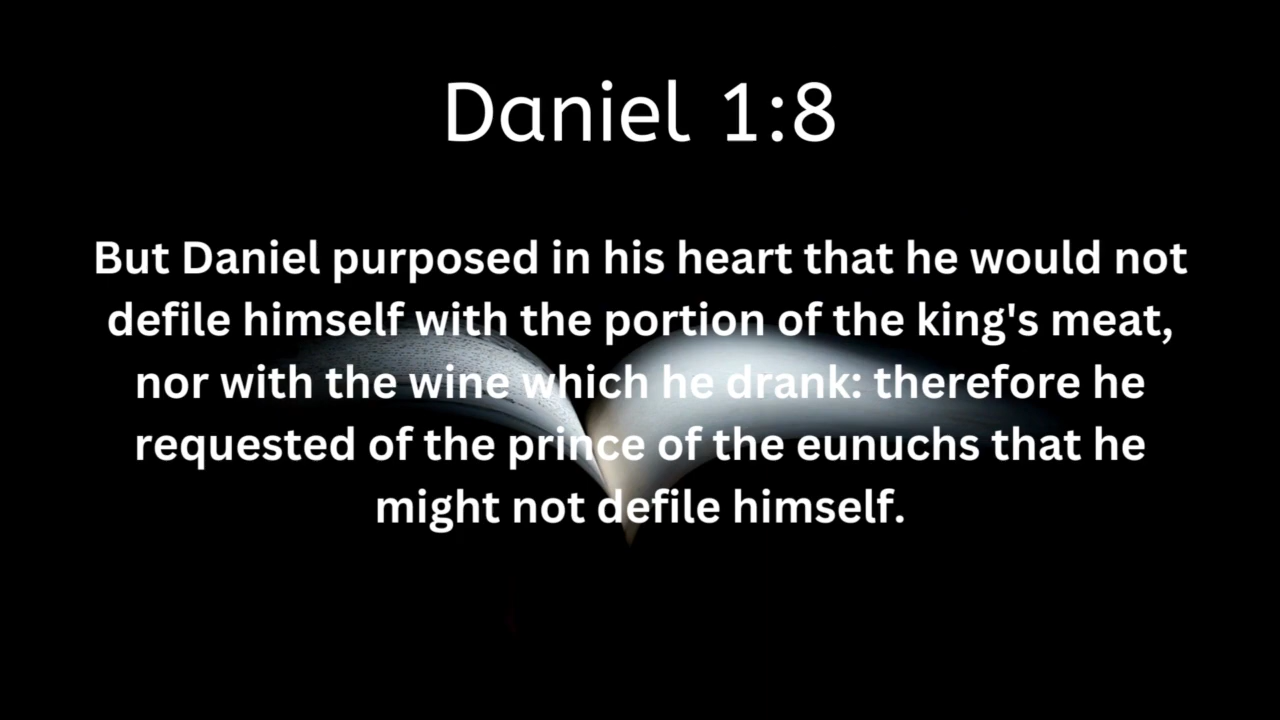 Daniel 1:8
But Daniel purposed in his heart that he would not
defile himself with the portion of the king's meat,
nor with the wine which he drank: therefore he
requested of the prince of the eunuchs that he
might not defile himself.